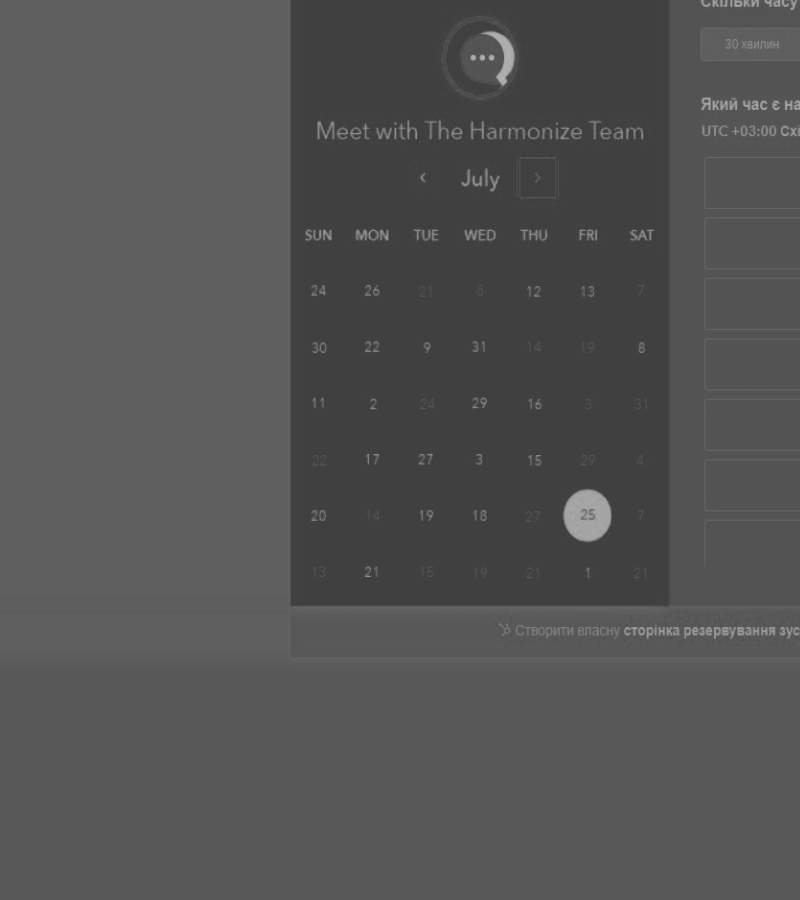 Скільки часу
30 хвилин
Meet with The Harmonize Team
Який час є на
UTC +03:00 Схі
‹ July ›
SUN MON TUE WED THU FRI SAT
24 26 21 8 12 13 7
30 22 9 31 14 19 8
11 2 24 29 16 3 31
22 17 27 3 15 29 4
20 14 19 18 27 25 7
13 21 15 19 21 1 21
Створити власну сторінка резервування зус